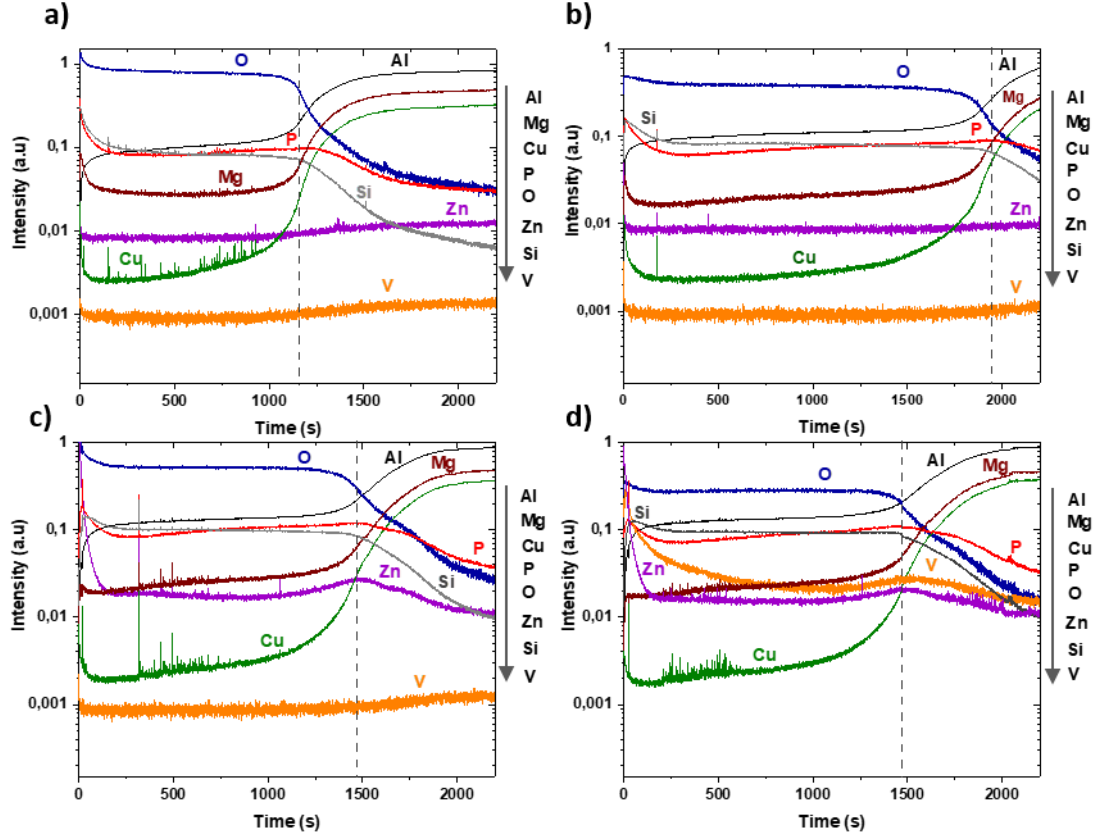 a)
Intensity (a.u)
1
0,1
0,01
0,001
O
Al
P
Mg
Si
Zn
Cu
V
0
500
1000
1500
2000
Time (s)
Al
Mg
Cu
P
O
Zn
Si
V
b)
Intensity (a.u)
1
0,1
0,01
0,001
O
Al
Mg
Si
P
Zn
Cu
V
0
500
1000
1500
2000
Time (s)
Al
Mg
Cu
P
O
Zn
Si
V
c)
Intensity (a.u)
1
0,1
0,01
0,001
O
Al
Mg
P
Si
Zn
Cu
V
0
500
1000
1500
2000
Time (s)
Al
Mg
Cu
P
O
Zn
Si
V
d)
Intensity (a.u)
1
0,1
0,01
0,001
O
Al
Mg
Si
P
Zn
V
Cu
0
500
1000
1500
2000
Time (s)
Al
Mg
Cu
P
O
Zn
Si
V